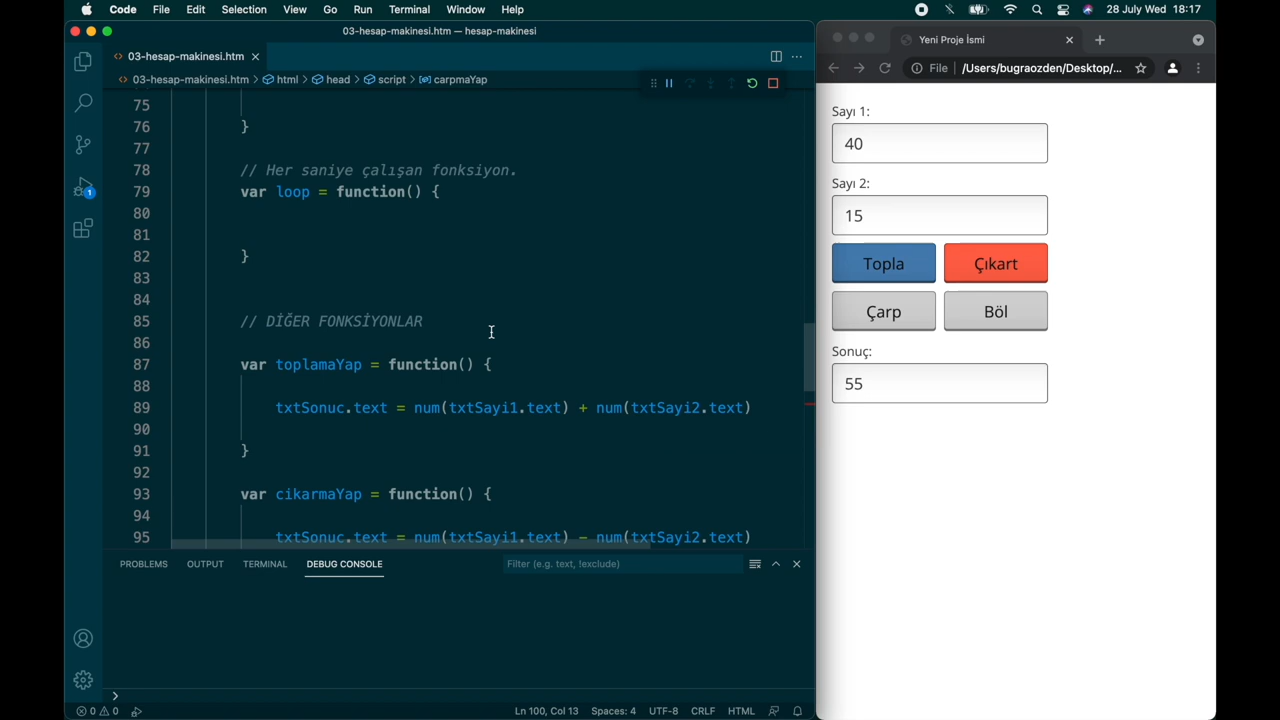 Code File Edit Selection View Go Run Terminal Window Help
28 July Wed 18:17
03-hesap-makinesi.htm — hesap-makinesi
03-hesap-makinesi.htm
03-hesap-makinesi.htm > html > head > script > carpmaYap
75
76 }
77
78 // Her saniye çalışan fonksiyon.
79 var loop = function() {
80
81
82 }
83
84
85 // DİĞER FONKSİYONLAR
86
87 var toplamaYap = function() {
88
89 txtSonuc.text = num(txtSayi1.text) + num(txtSayi2.text)
90
91 }
92
93 var cikarmaYap = function() {
94
95 txtSonuc.text = num(txtSayi1.text) - num(txtSayi2.text)
1
PROBLEMS OUTPUT TERMINAL DEBUG CONSOLE
Filter (e.g. text, !exclude)
0 0
Ln 100, Col 13 Spaces: 4 UTF-8 CRLF HTML
Yeni Proje İsmi
File | /Users/bugraozden/Desktop/...
Sayı 1:
40
Sayı 2:
15
Topla Çıkart
Çarp Böl
Sonuç:
55